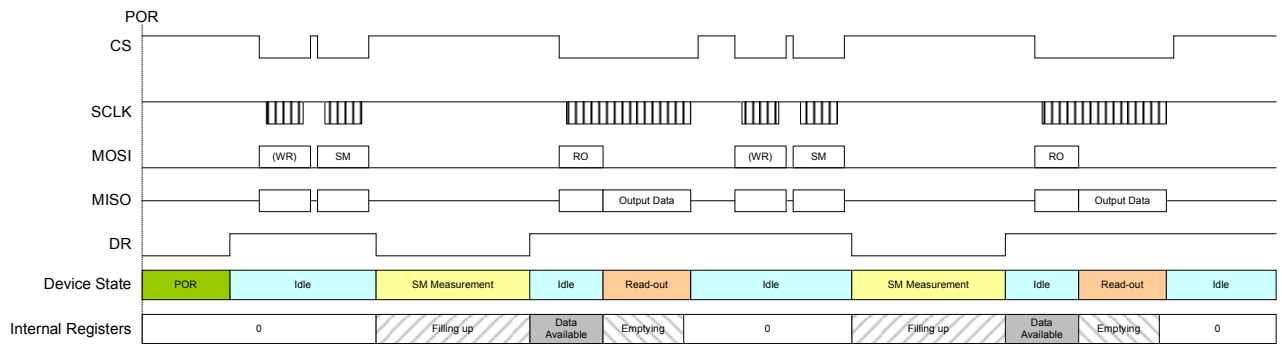 POR
CS
SCLK
MOSI (WR) SM RO (WR) SM RO
MISO Output Data Output Data
DR
Device State POR Idle SM Measurement Idle Read-out Idle SM Measurement Idle Read-out Idle
Internal Registers 0 Filling up Data Available Emptying 0 Filling up Data Available Emptying 0